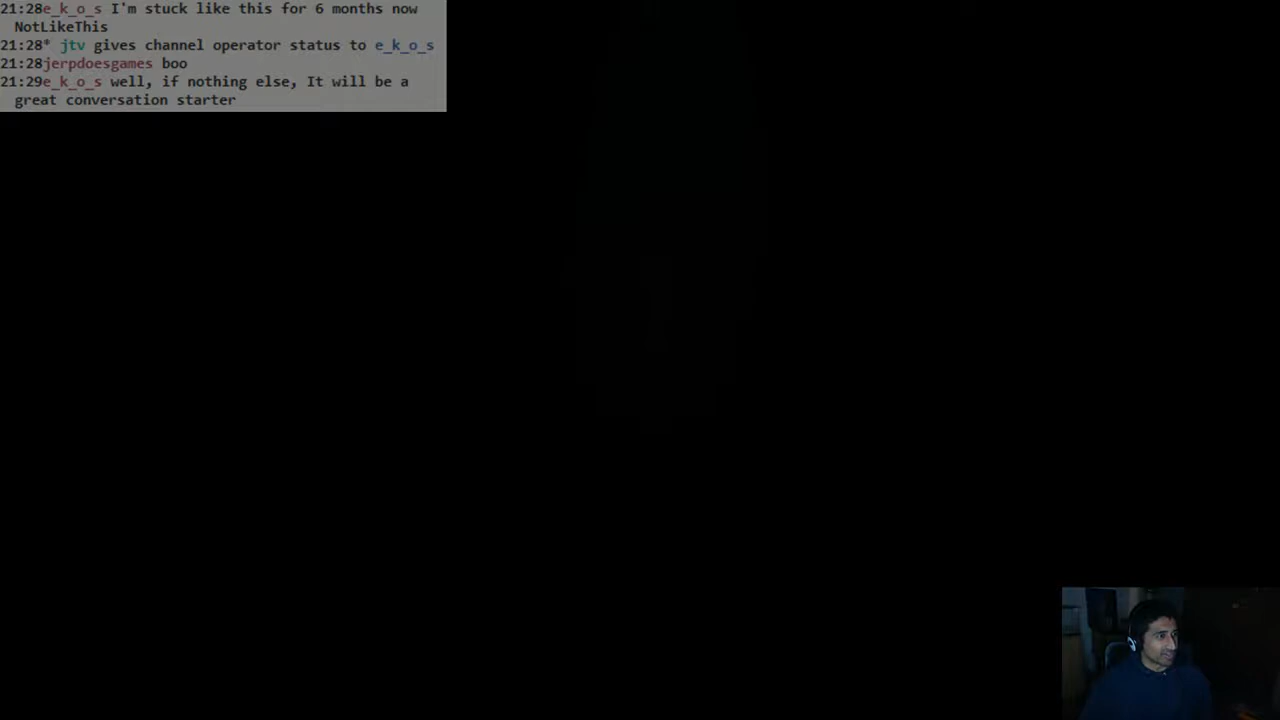 21:28e_k_o_s I'm stuck like this for 6 months now
NotLikeThis
21:28* jtv gives channel operator status to e_k_o_s
21:28jerpdoesgames boo
21:29e_k_o_s well, if nothing else, It will be a
great conversation starter